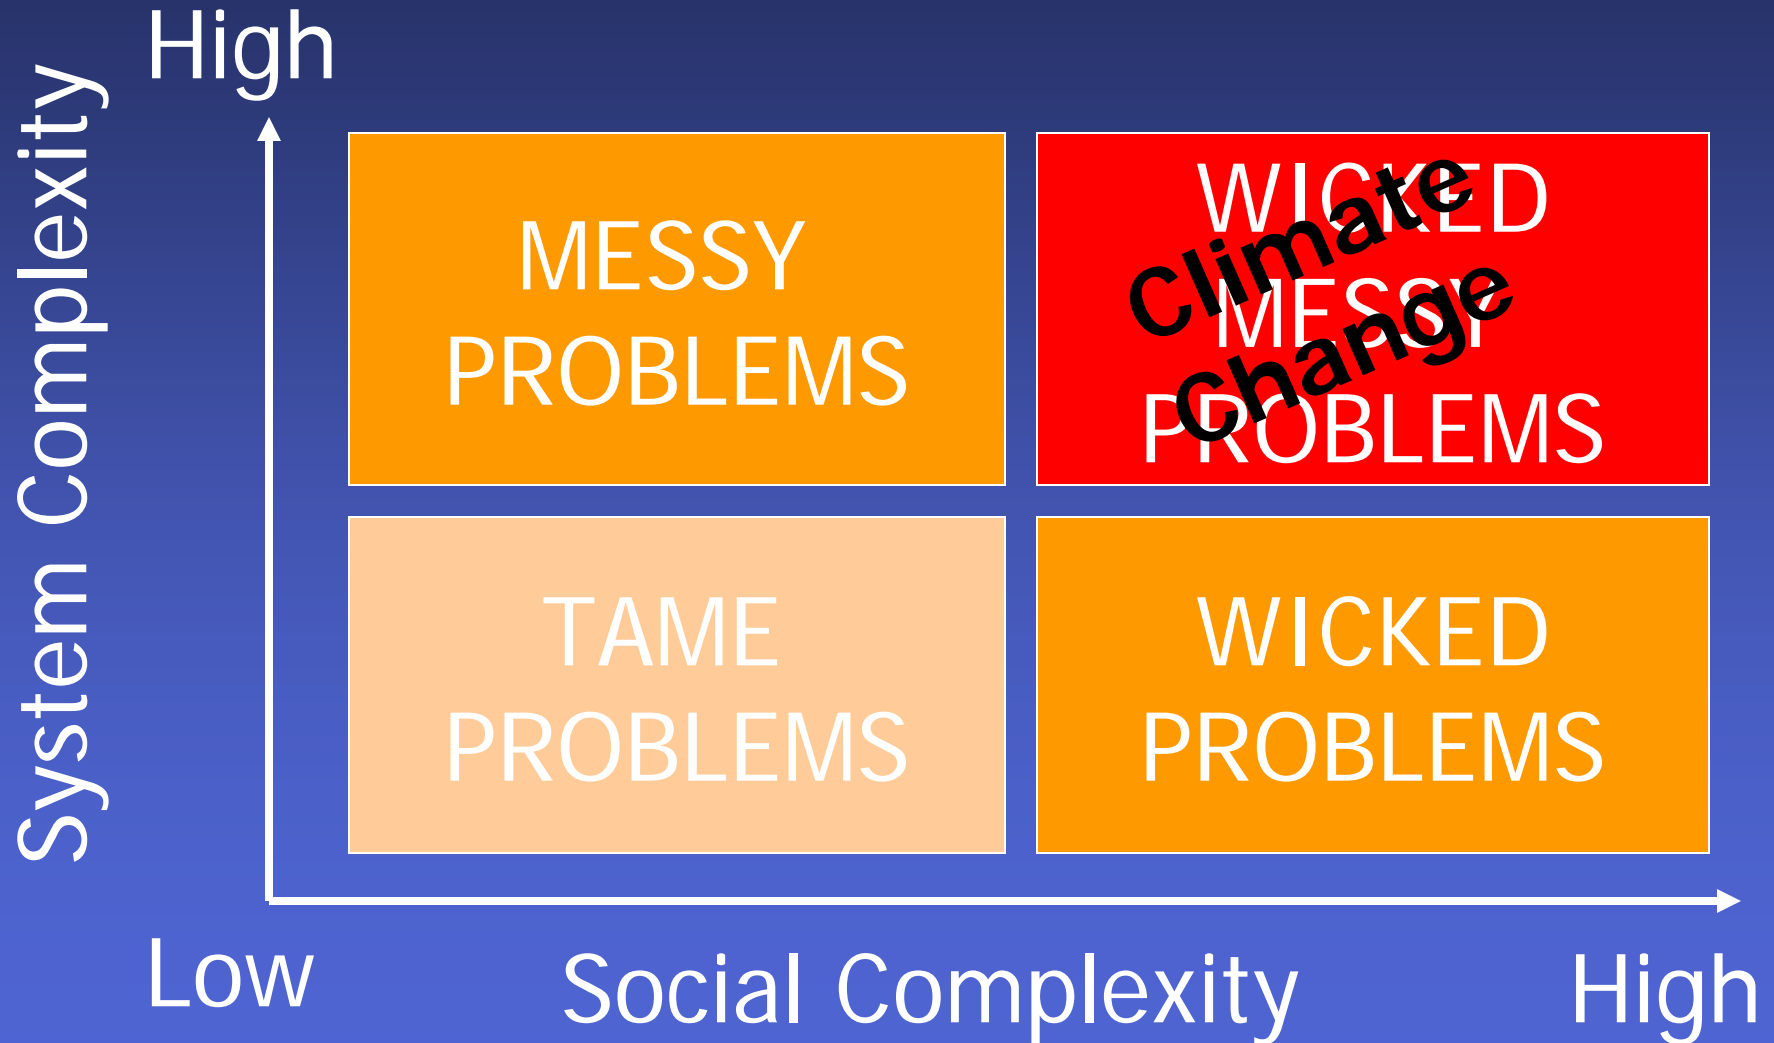 High
System Complexity
MESSY
PROBLEMS
WICKED
MESSY
PROBLEMS
Climate
Change
TAME
PROBLEMS
WICKED
PROBLEMS
Low
Social Complexity
High